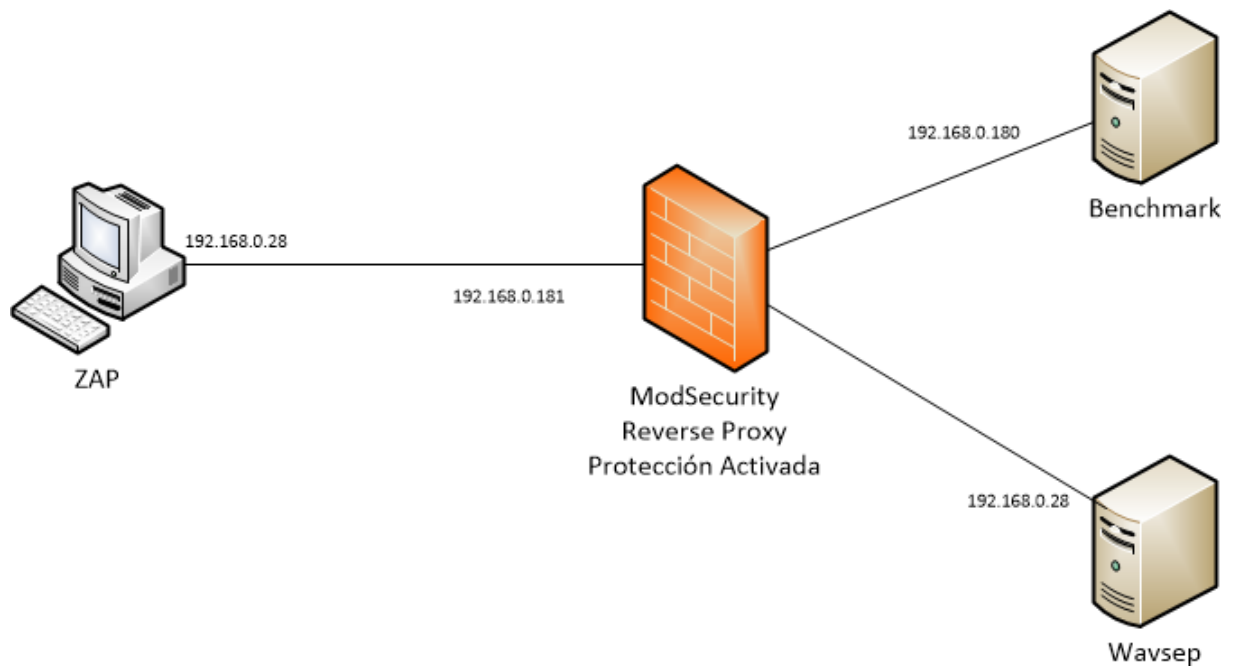 192.168.0.180
Benchmark
192.168.0.28
192.168.0.181
ZAP
ModSecurity
Reverse Proxy
Protección Activada
192.168.0.28
Wavsep